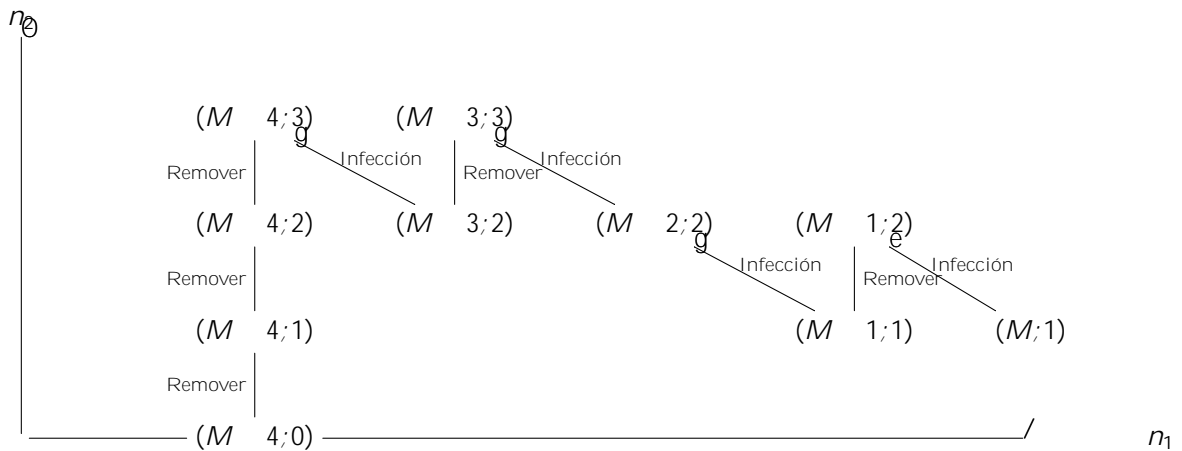 n2
(M 4;3) (M 3;3)
Remover Infección Remover Infección
(M 4;2) (M 3;2) (M 2;2) (M 1;2)
Remover Infección Remover Infección
(M 4;1) (M 1;1) (M;1)
Remover
(M 4;0) n1